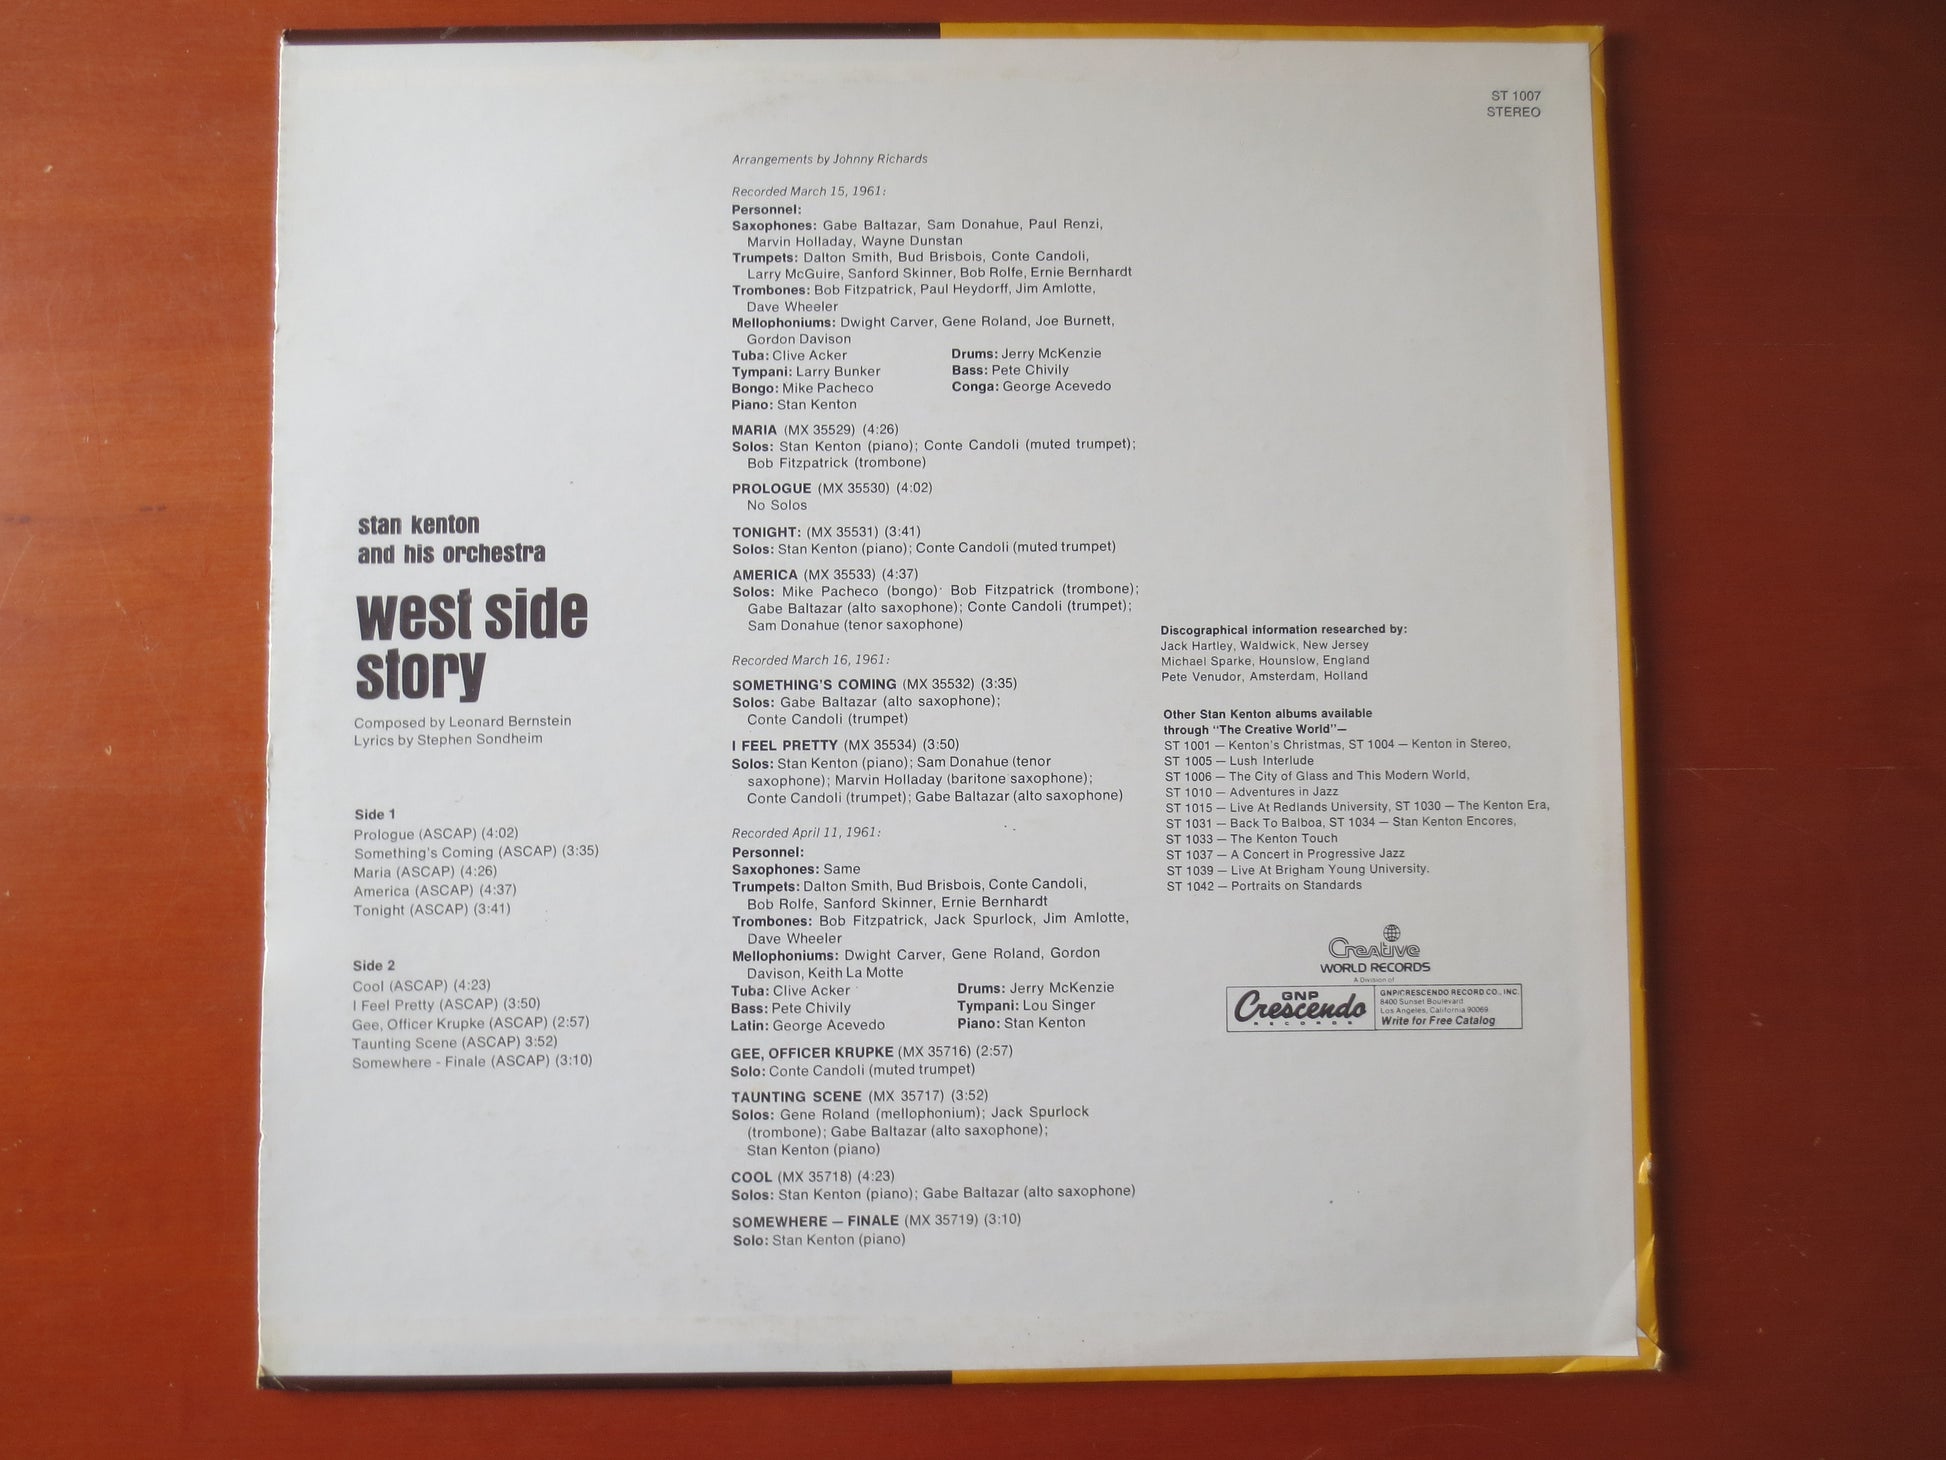 ST 1007
STEREO
stan kenton
and his orchestra
west side
story
Composed by Leonard Bernstein
Lyrics by Stephen Sondheim
Side 1
Prologue (ASCAP) (4:02)
Something's Coming (ASCAP) (3:35)
Maria (ASCAP) (4:26)
America (ASCAP) (4:37)
Tonight (ASCAP) (3:41)
Side 2
Cool (ASCAP) (4:23)
I Feel Pretty (ASCAP) (3:50)
Gee, Officer Krupke (ASCAP) (2:57)
Taunting Scene (ASCAP) 3:52)
Somewhere - Finale (ASCAP) (3:10)
Arrangements by Johnny Richards
Recorded March 15, 1961:
Personnel:
Saxophones: Gabe Baltazar, Sam Donahue, Paul Renzi,
Marvin Holladay, Wayne Dunstan
Trumpets: Dalton Smith, Bud Brisbois, Conte Candoli,
Larry McGuire, Sanford Skinner, Bob Rolfe, Ernie Bernhardt
Trombones: Bob Fitzpatrick, Paul Heydorff, Jim Amlotte,
Dave Wheeler
Mellophoniums: Dwight Carver, Gene Roland, Joe Burnett,
Gordon Davison
Tuba: Clive Acker Drums: Jerry McKenzie
Tympani: Larry Bunker Bass: Pete Chivily
Bongo: Mike Pacheco Conga: George Acevedo
Piano: Stan Kenton
MARIA (MX 35529) (4:26)
Solos: Stan Kenton (piano); Conte Candoli (muted trumpet);
Bob Fitzpatrick (trombone)
PROLOGUE (MX 35530) (4:02)
No Solos
TONIGHT: (MX 35531) (3:41)
Solos: Stan Kenton (piano); Conte Candoli (muted trumpet)
AMERICA (MX 35533) (4:37)
Solos: Mike Pacheco (bongo); Bob Fitzpatrick (trombone);
Gabe Baltazar (alto saxophone); Conte Candoli (trumpet);
Sam Donahue (tenor saxophone)
Recorded March 16, 1961:
SOMETHING'S COMING (MX 35532) (3:35)
Solos: Gabe Baltazar (alto saxophone);
Conte Candoli (trumpet)
I FEEL PRETTY (MX 35534) (3:50)
Solos: Stan Kenton (piano); Sam Donahue (tenor
saxophone); Marvin Holladay (baritone saxophone);
Conte Candoli (trumpet); Gabe Baltazar (alto saxophone)
Recorded April 11, 1961:
Personnel:
Saxophones: Same
Trumpets: Dalton Smith, Bud Brisbois, Conte Candoli,
Bob Rolfe, Sanford Skinner, Ernie Bernhardt
Trombones: Bob Fitzpatrick, Jack Spurlock, Jim Amlotte,
Dave Wheeler
Mellophoniums: Dwight Carver, Gene Roland, Gordon
Davison, Keith La Motte
Tuba: Clive Acker Drums: Jerry McKenzie
Bass: Pete Chivily Tympani: Lou Singer
Latin: George Acevedo Piano: Stan Kenton
GEE, OFFICER KRUPKE (MX 35716) (2:57)
Solo: Conte Candoli (muted trumpet)
TAUNTING SCENE (MX 35717) (3:52)
Solos: Gene Roland (mellophonium); Jack Spurlock
(trombone); Gabe Baltazar (alto saxophone);
Stan Kenton (piano)
COOL (MX 35718) (4:23)
Solos: Stan Kenton (piano); Gabe Baltazar (alto saxophone)
SOMEWHERE — FINALE (MX 35719) (3:10)
Solo: Stan Kenton (piano)
Discographical information researched by:
Jack Hartley, Waldwick, New Jersey
Michael Sparke, Hounslow, England
Pete Venudor, Amsterdam, Holland
Other Stan Kenton albums available
through "The Creative World"—
ST 1001 — Kenton's Christmas, ST 1004 — Kenton in Stereo,
ST 1005 — Lush Interlude
ST 1006 — The City of Glass and This Modern World,
ST 1010 — Adventures in Jazz
ST 1015 — Live At Redlands University, ST 1030 — The Kenton Era,
ST 1031 — Back To Balboa, ST 1034 — Stan Kenton Encores,
ST 1033 — The Kenton Touch
ST 1037 — A Concert in Progressive Jazz
ST 1039 — Live At Brigham Young University.
ST 1042 — Portraits on Standards
Creative
WORLD RECORDS
A Division of
GNP
Crescendo
RECORDS
GNP/CRESCENDO RECORD CO., INC.
8400 Sunset Boulevard
Los Angeles, California 90069
Write for Free Catalog